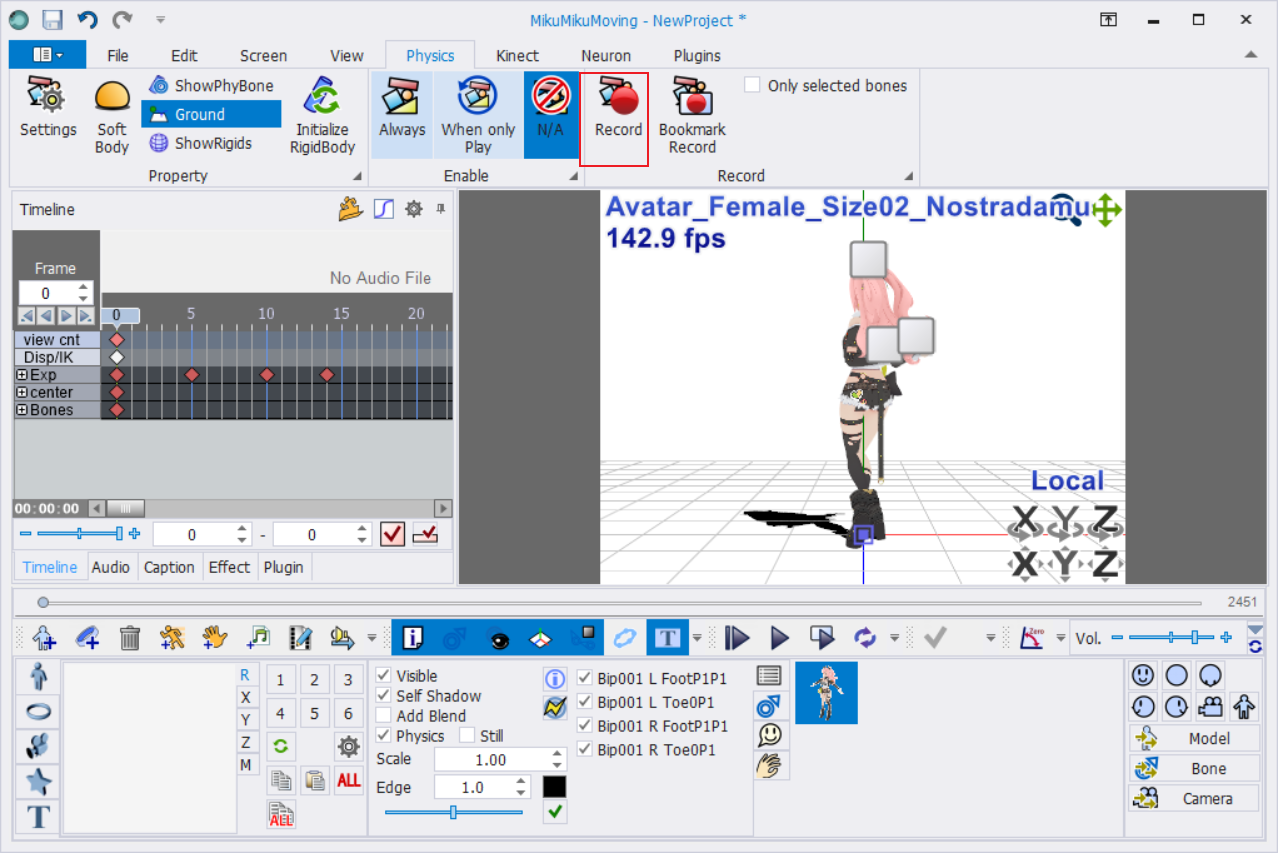 MikuMikuMoving - NewProject *
File Edit Screen View Physics Kinect Neuron Plugins
Settings
Soft Body
ShowPhyBone
Ground
ShowRigids
Initialize RigidBody
Property
Always
When only Play
N/A
Enable
Record
Bookmark Record
Only selected bones
Record
Timeline
No Audio File
Frame
0
0 5 10 15 20
view cnt
Disp/IK
Exp
center
Bones
00:00:00
0 - 0
Timeline Audio Caption Effect Plugin
Avatar_Female_Size02_Nostradamu
142.9 fps
Local
X Y Z
X Y Z
2451
T
Zero
Vol.
R
X
Y
Z
M
1 2 3
4 5 6
ALL
ALL
Visible
Self Shadow
Add Blend
Physics Still
Scale 1.00
Edge 1.0
Bip001 L FootP1P1
Bip001 L Toe0P1
Bip001 R FootP1P1
Bip001 R Toe0P1
Model
Bone
Camera
T